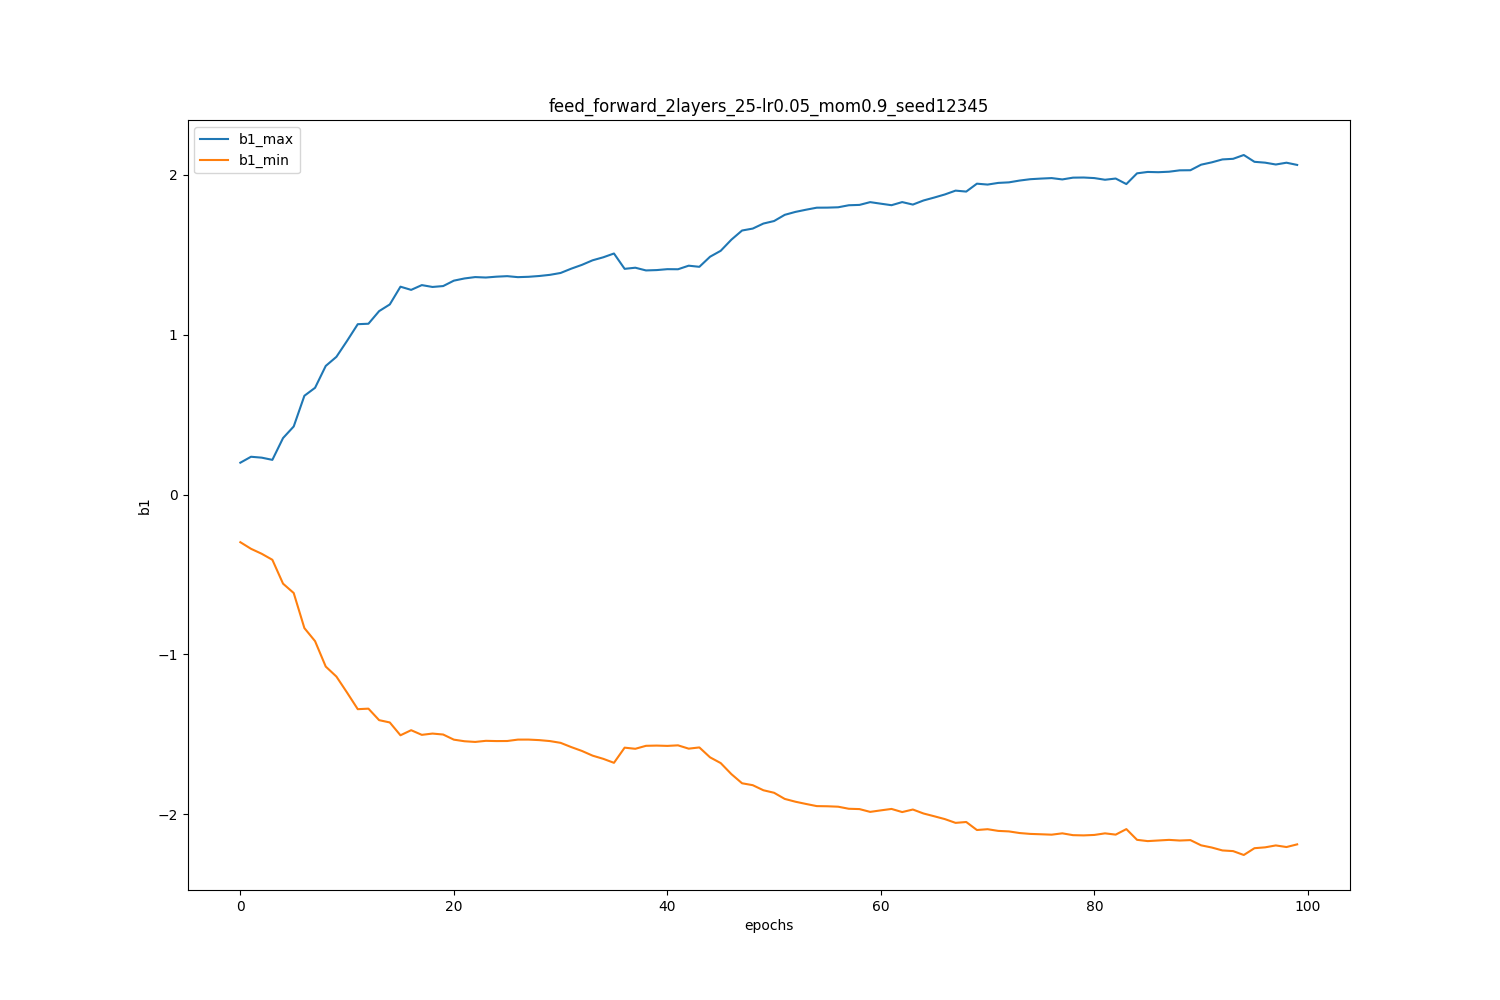 feed_forward_2layers_25-lr0.05_mom0.9_seed12345
b1_max
b1_min
2
1
0
−1
−2
b1
0 20 40 60 80 100
epochs